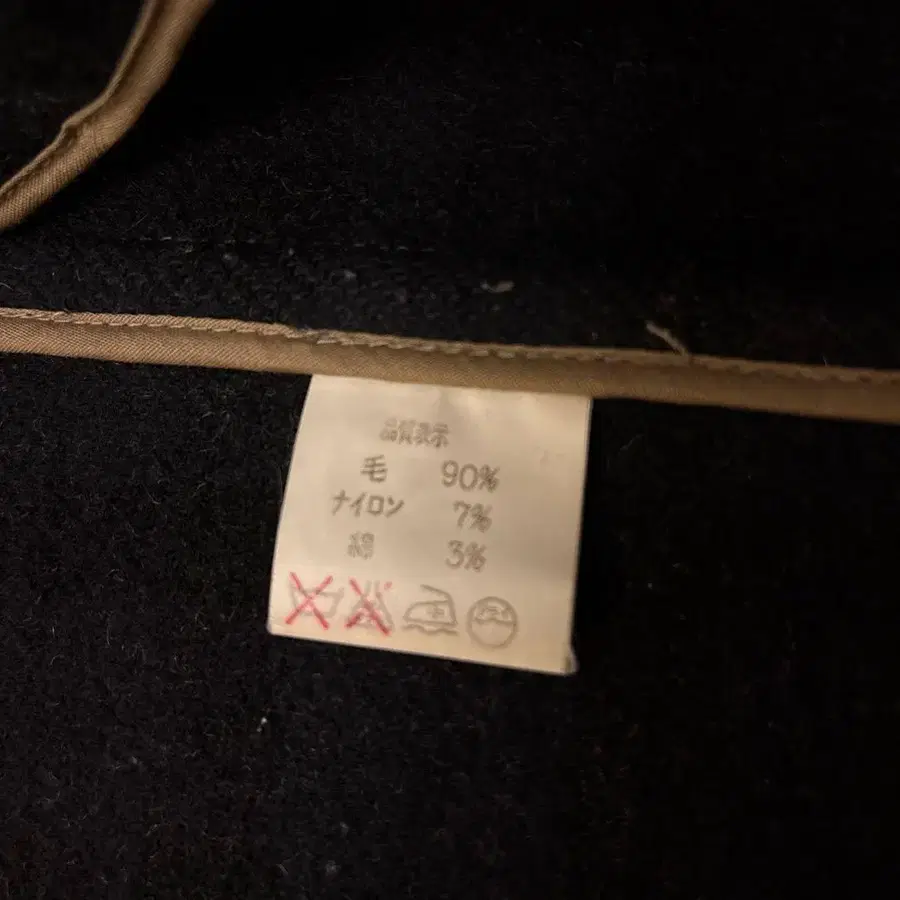 品質表示
毛 90%
ナイロン 7%
綿 3%